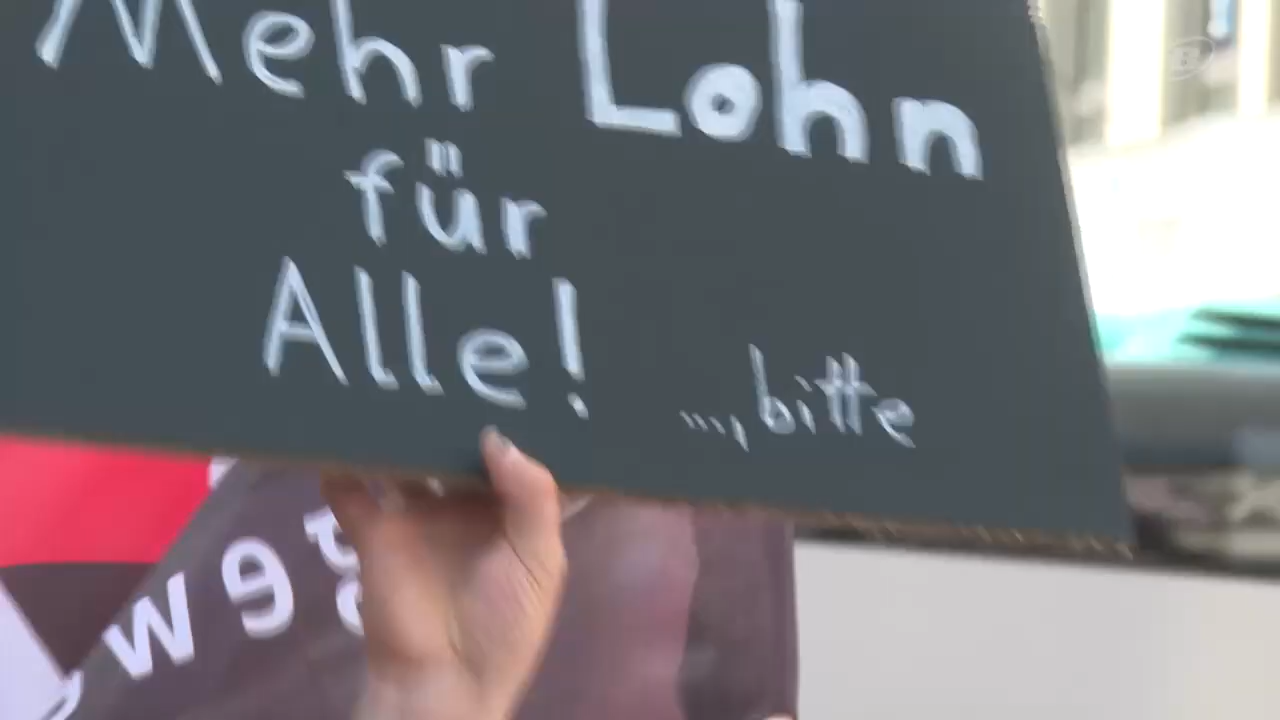 Mehr Lohn
für
Alle!
..., bitte